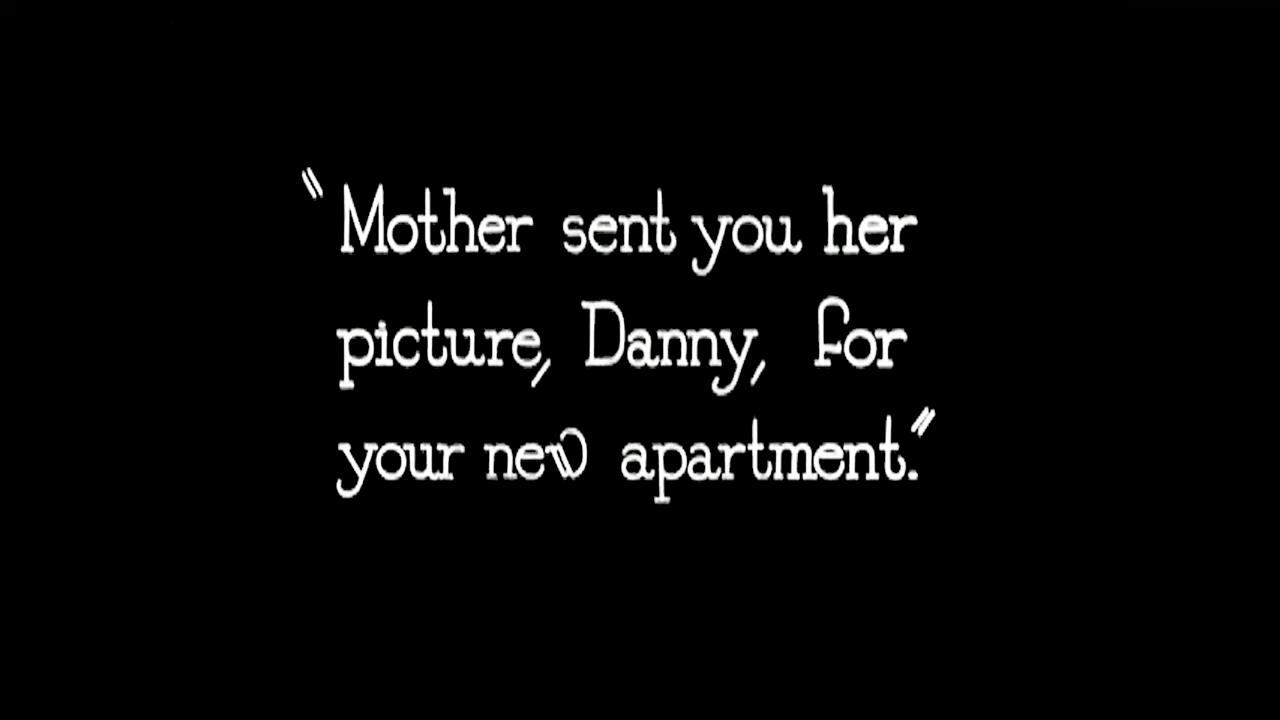 "Mother sent you her
picture, Danny, for
your new apartment."